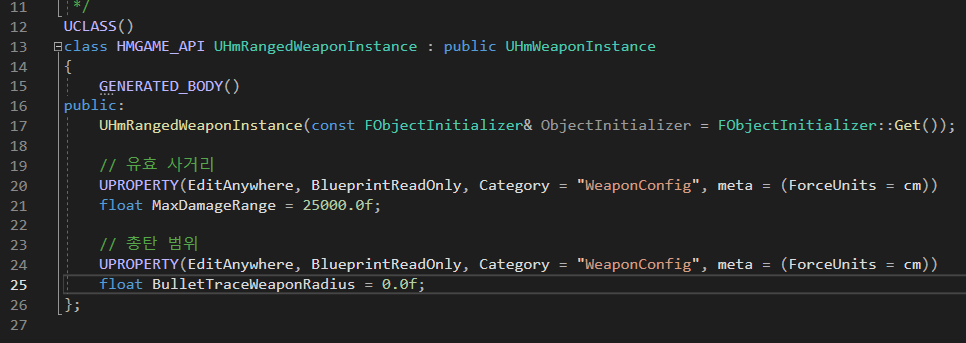 11 */
12 UCLASS()
13 class HMGAME_API UHmRangedWeaponInstance : public UHmWeaponInstance
14 {
15 GENERATED_BODY()
16 public:
17 UHmRangedWeaponInstance(const FObjectInitializer& ObjectInitializer = FObjectInitializer::Get());
18
19 // 유효 사거리
20 UPROPERTY(EditAnywhere, BlueprintReadOnly, Category = "WeaponConfig", meta = (ForceUnits = cm))
21 float MaxDamageRange = 25000.0f;
22
23 // 총탄 범위
24 UPROPERTY(EditAnywhere, BlueprintReadOnly, Category = "WeaponConfig", meta = (ForceUnits = cm))
25 float BulletTraceWeaponRadius = 0.0f;
26 };
27